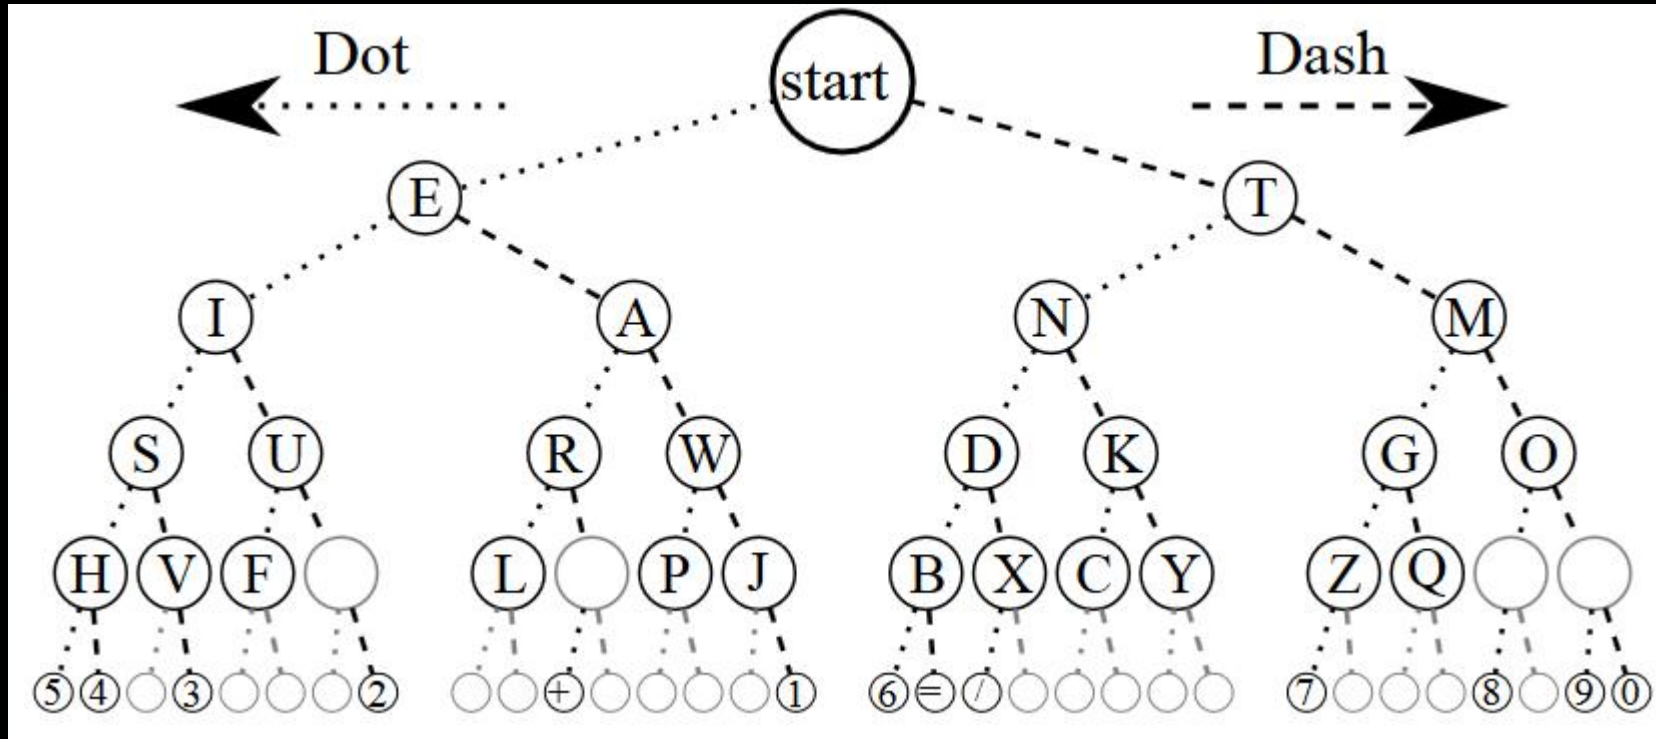 Dot start Dash
E T
I A N M
S U R W D K G O
H V F L P J B X C Y Z Q
5 4 3 2 + 1 6 = / 7 8 9 0